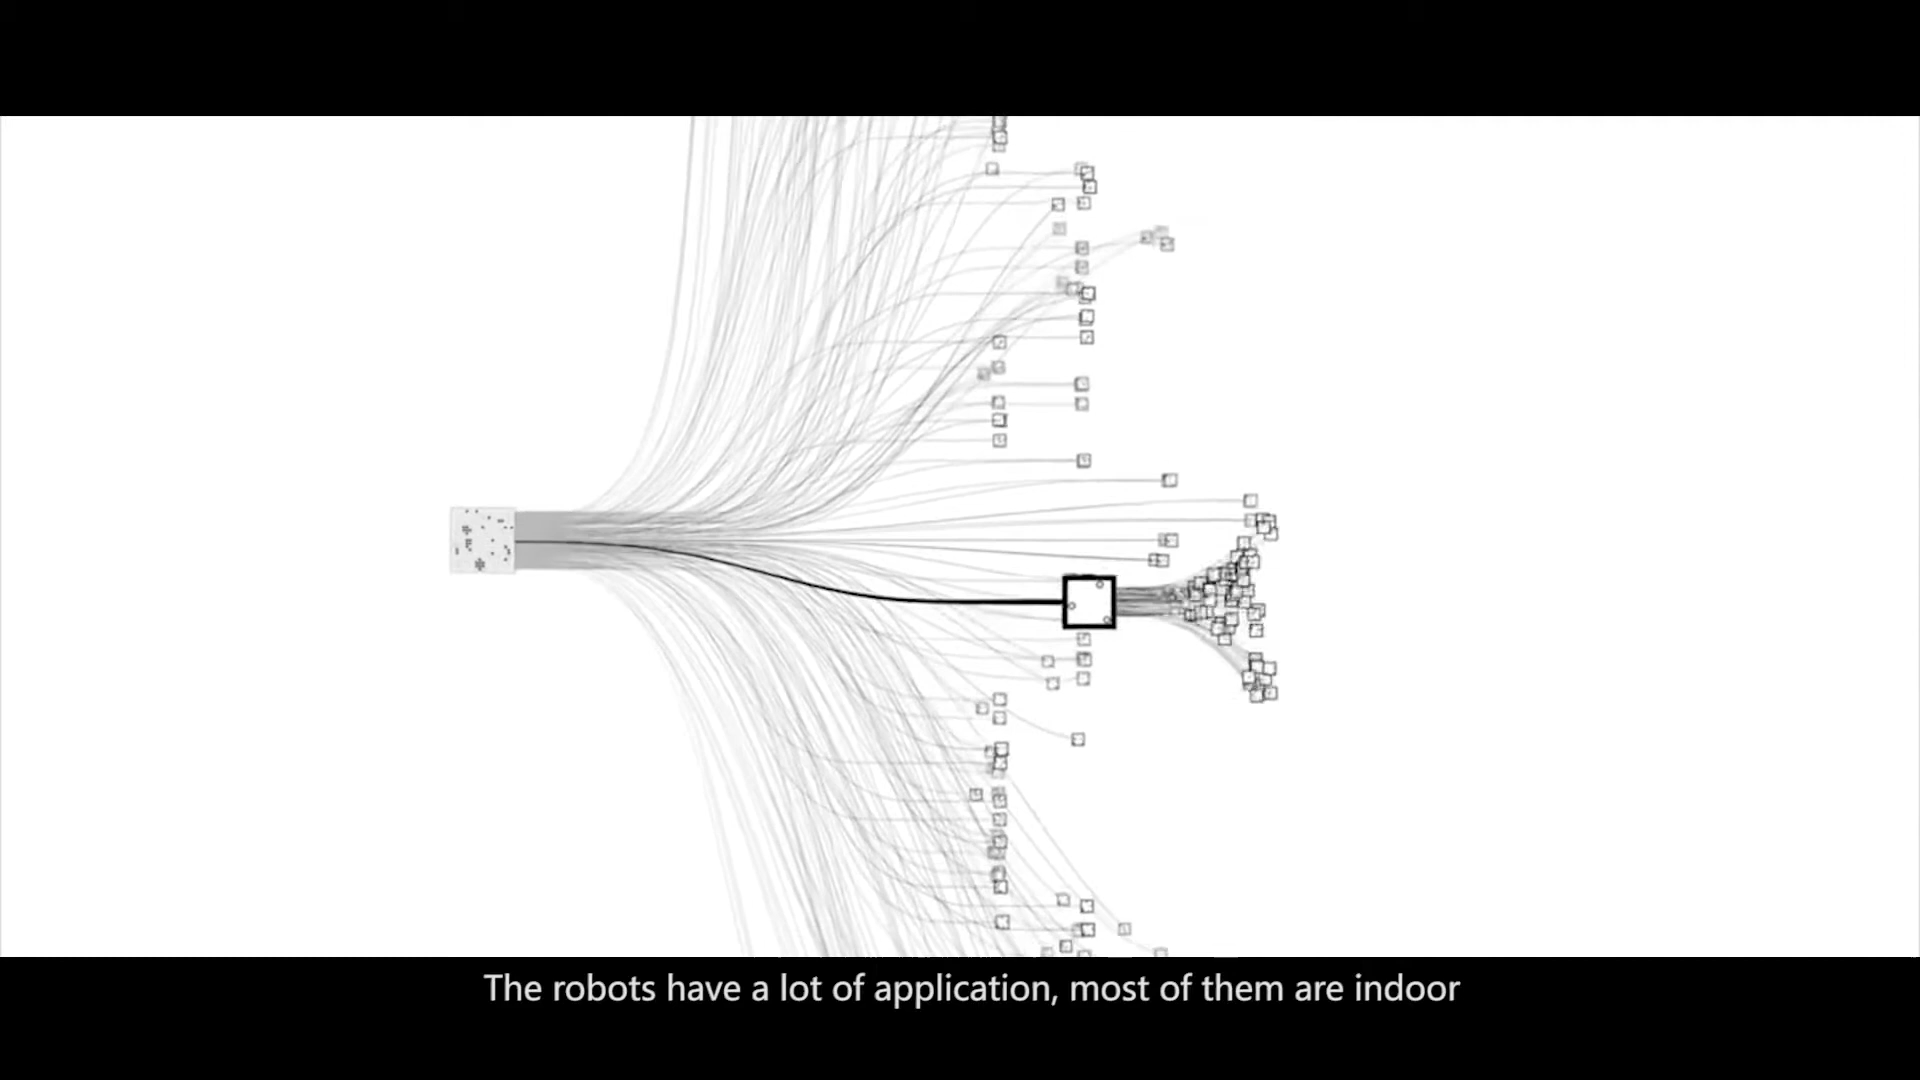 The robots have a lot of application, most of them are indoor